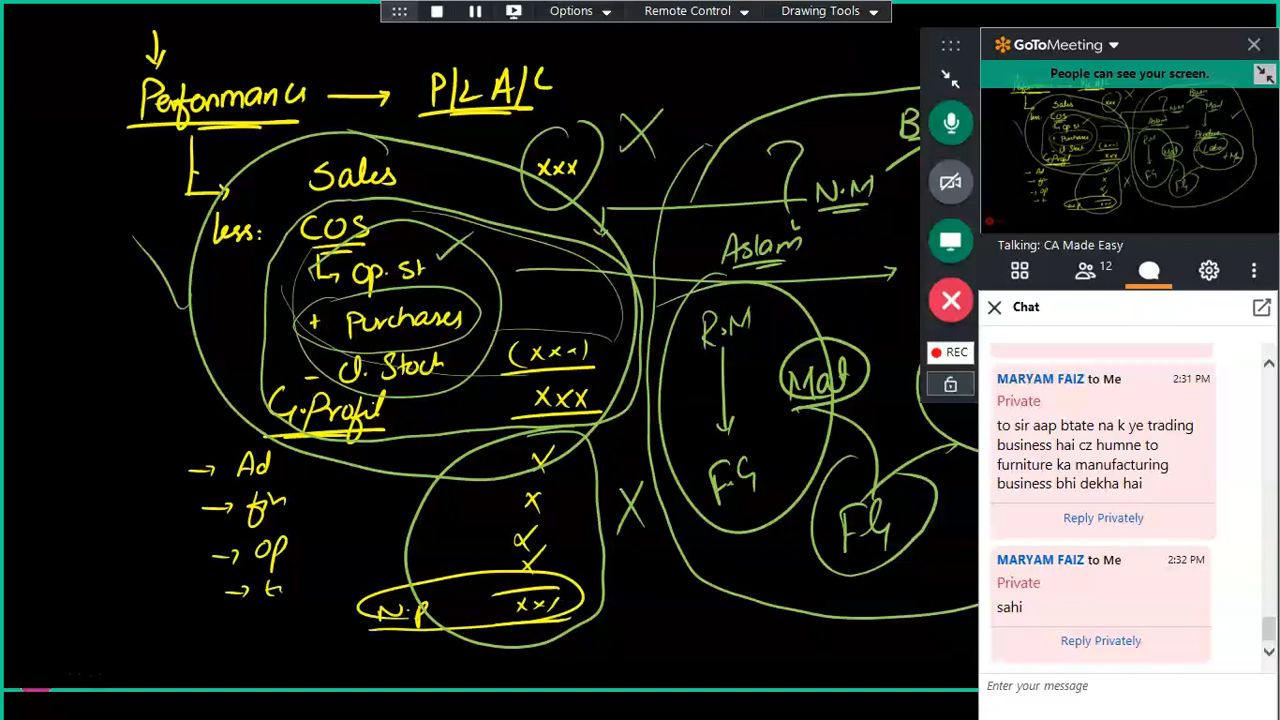 Options Remote Control Drawing Tools
Performance → P/L A/C
Sales xxx
less: COS
Op. st
+ Purchases
- Cl. Stock (xxx)
G. Profit xxx
→ Ad
→ fin
→ op
→ t
N.P xxx
B
N.M
Aslam
R.M
F.G
Mat
F.G
GoToMeeting
People can see your screen.
Talking: CA Made Easy
12
REC
Chat
MARYAM FAIZ to Me 2:31 PM
Private
to sir aap btate na k ye trading
business hai cz humne to
furniture ka manufacturing
business bhi dekha hai
Reply Privately
MARYAM FAIZ to Me 2:32 PM
Private
sahi
Reply Privately
Enter your message